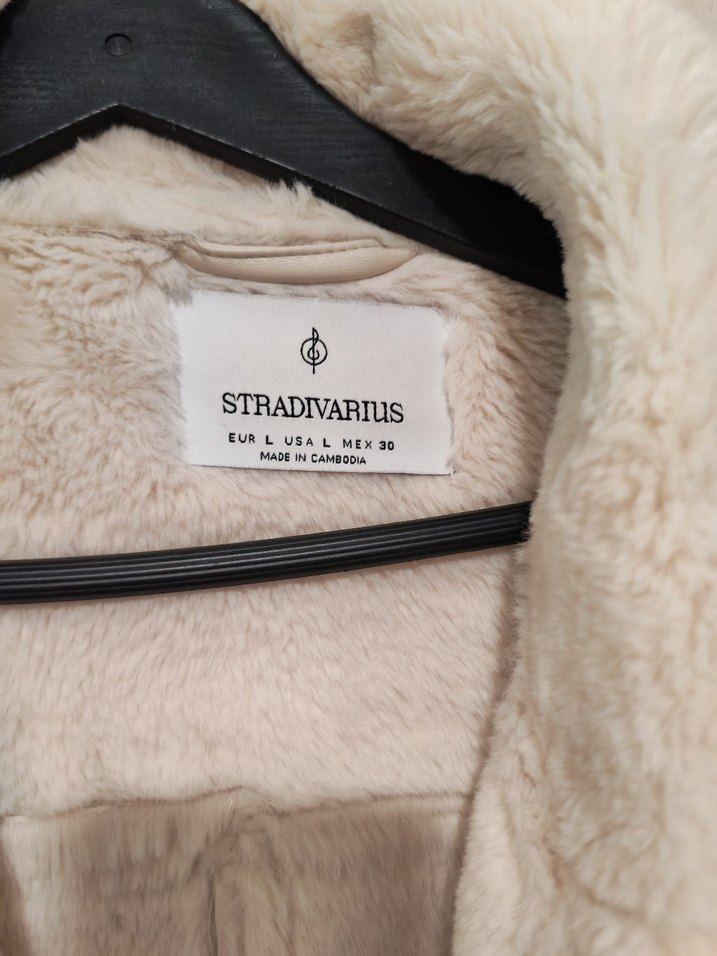 STRADIVARIUS
EUR L USA L MEX 30
MADE IN CAMBODIA